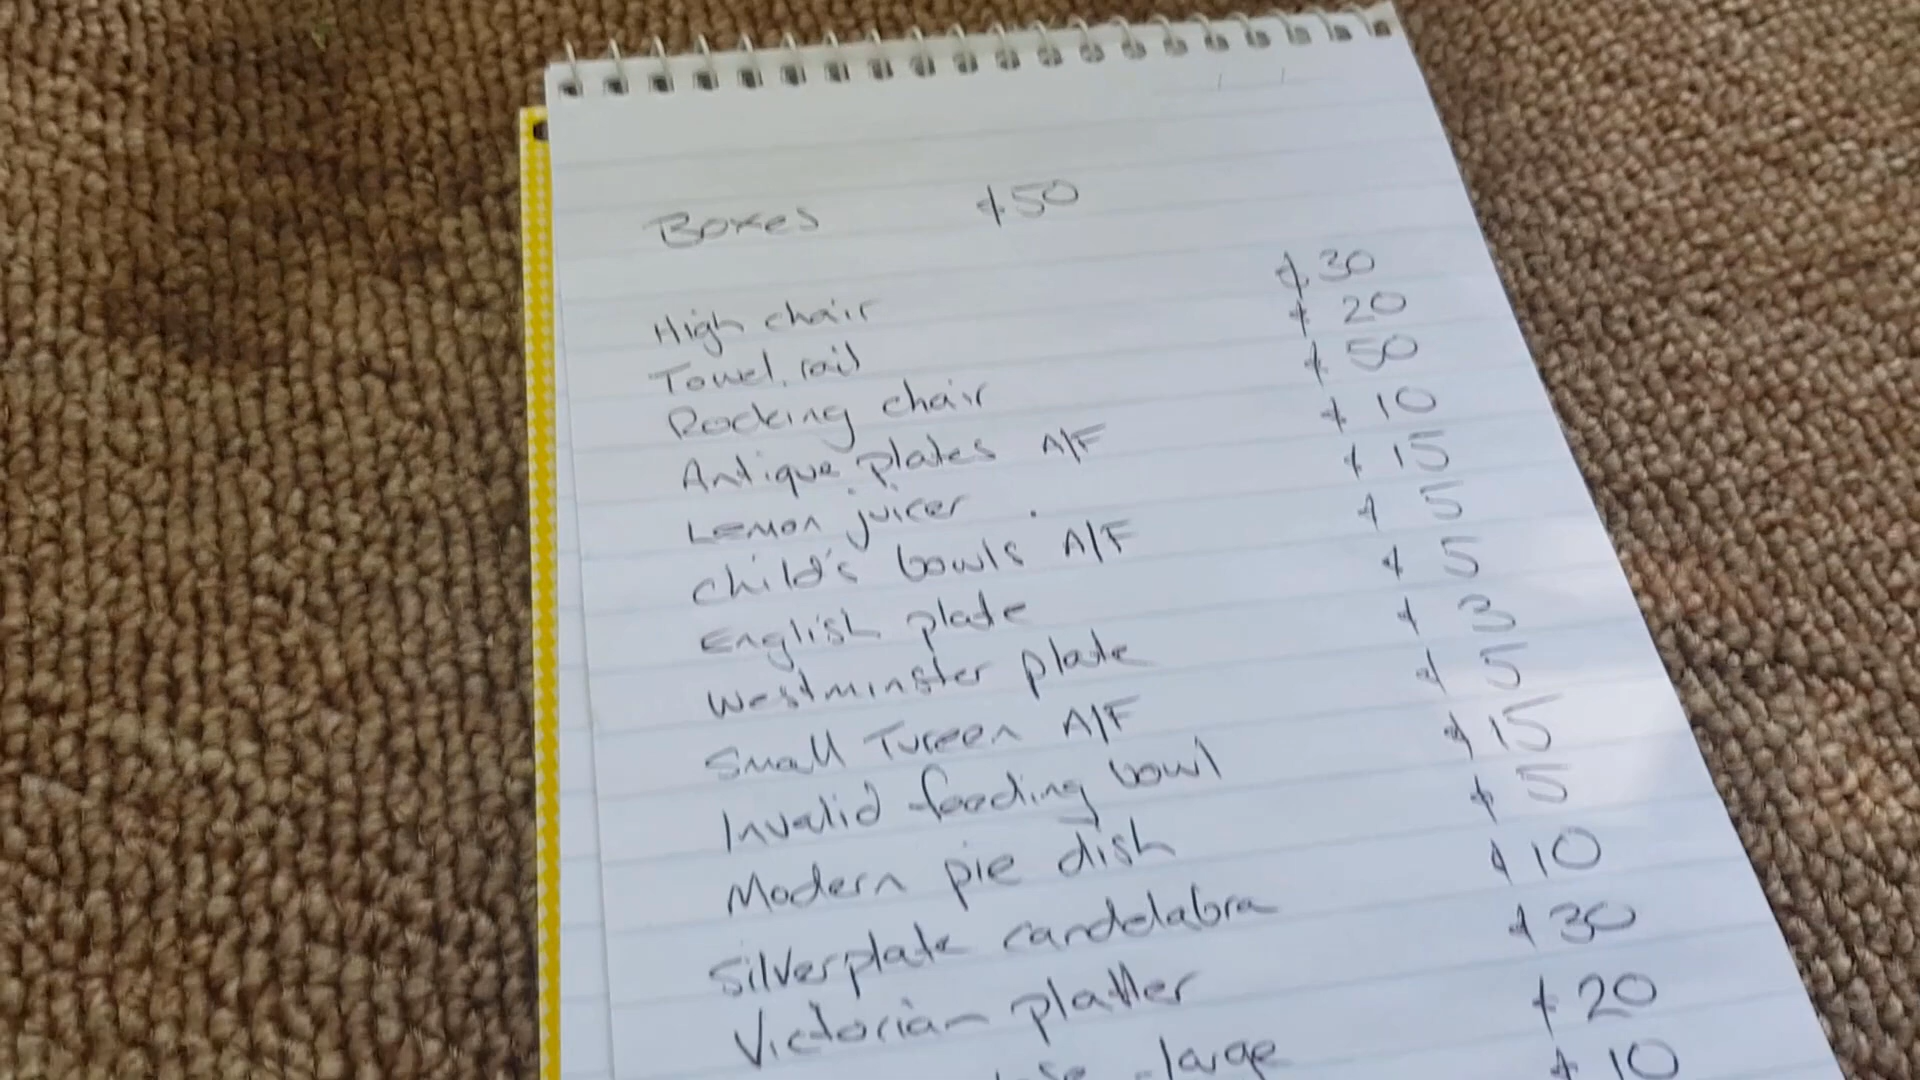 Boxes $50
High chair $30
Towel rail $20
Rocking chair $50
Antique plates A/F $10
Lemon juicer $15
Child's bowls A/F $5
English plate $5
Westminster plate $3
Small Tureen A/F $5
Invalid feeding bowl $15
Modern pie dish $5
Silverplate candelabra $10
Victorian platter $30
large $20
$10